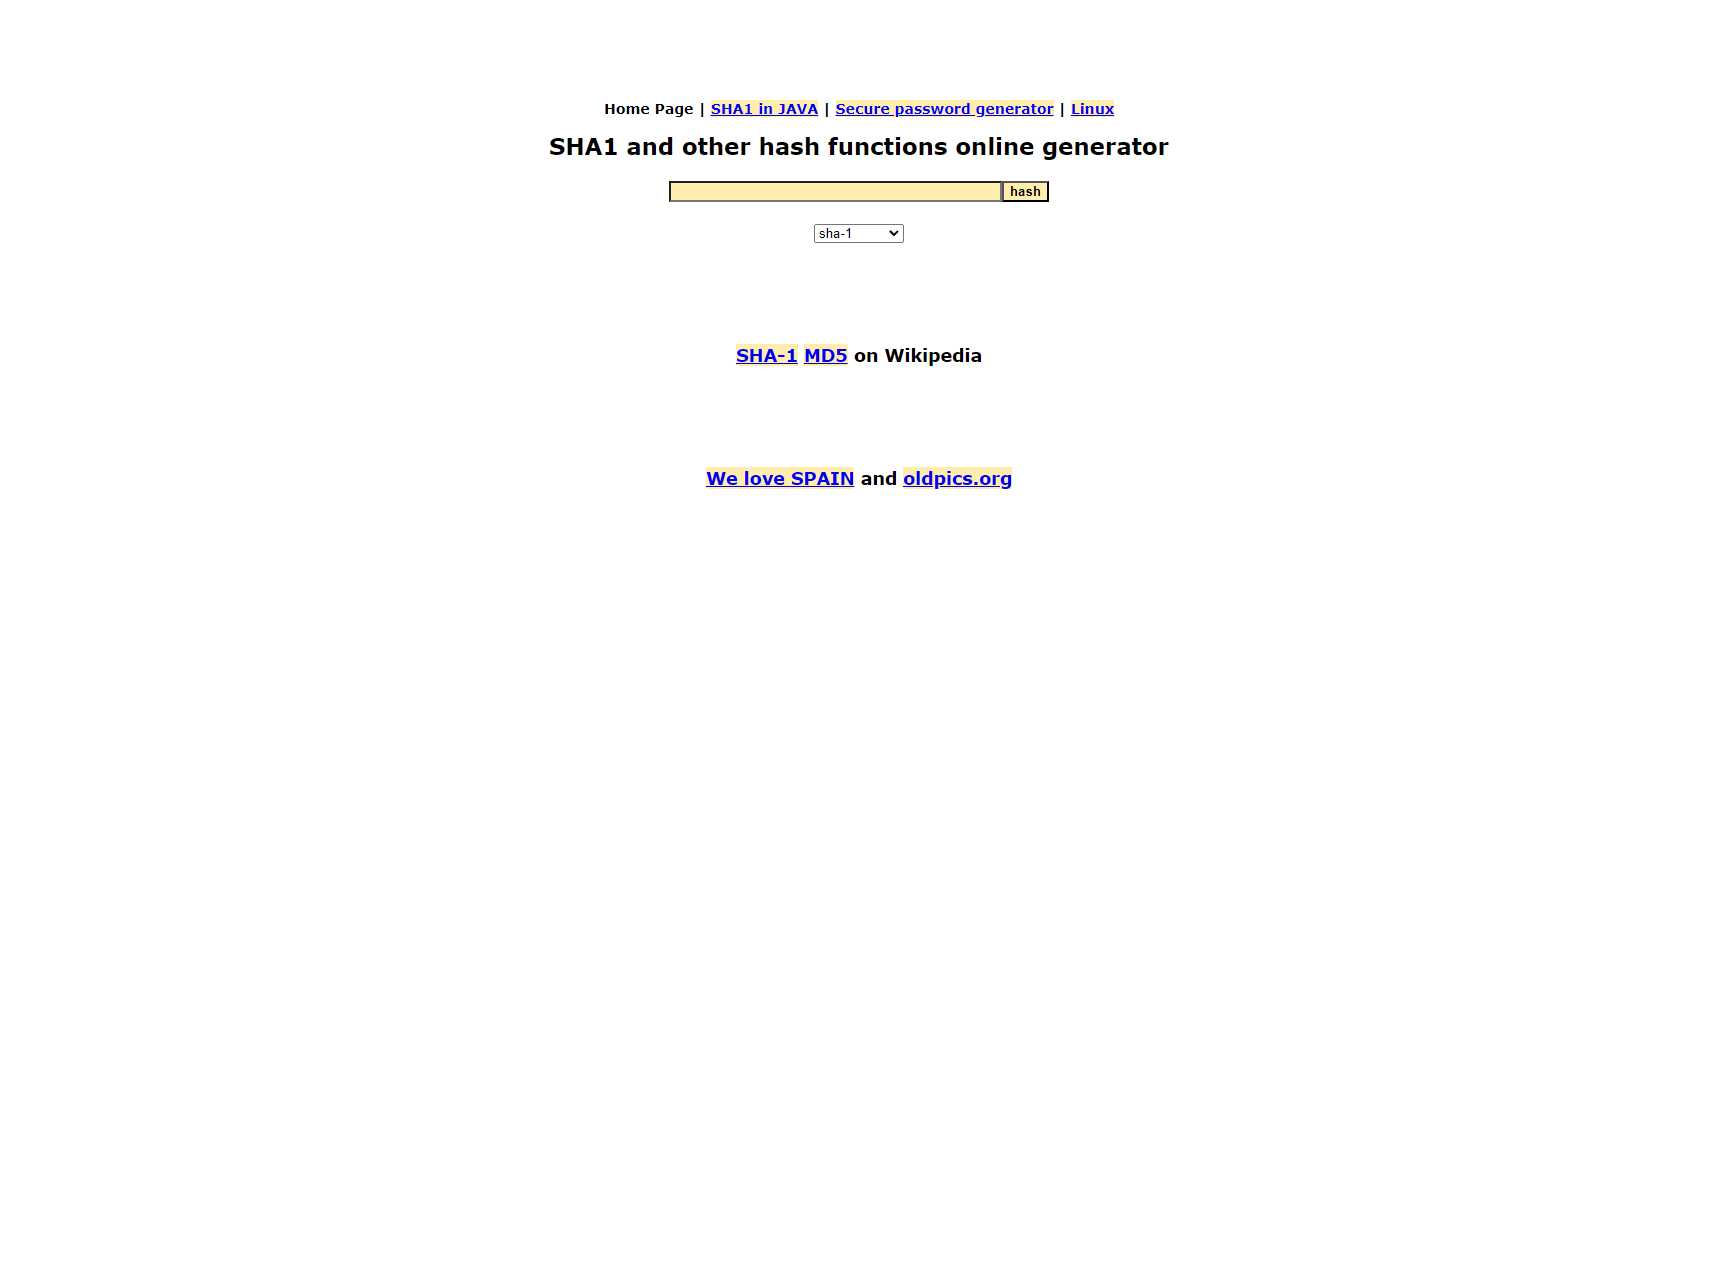 Home Page | SHA1 in JAVA | Secure password generator | Linux
SHA1 and other hash functions online generator
hash
sha-1
SHA-1 MD5 on Wikipedia
We love SPAIN and oldpics.org